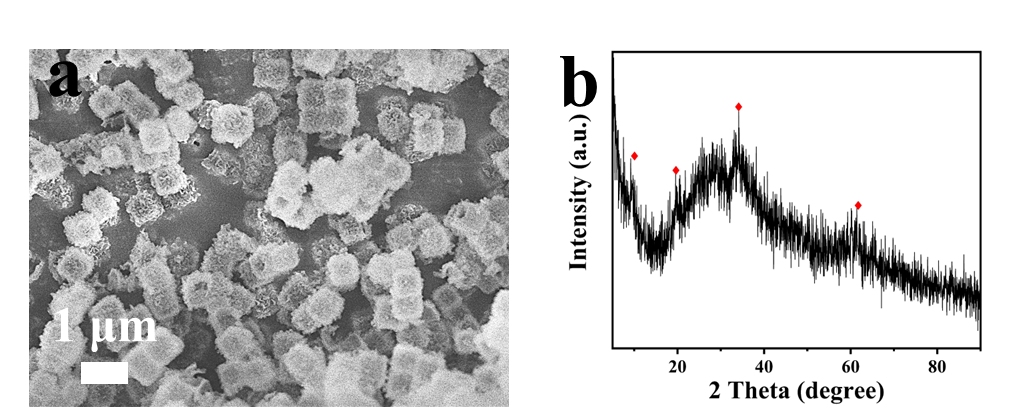 a
1 μm
b
Intensity (a.u.)
20 40 60 80
2 Theta (degree)